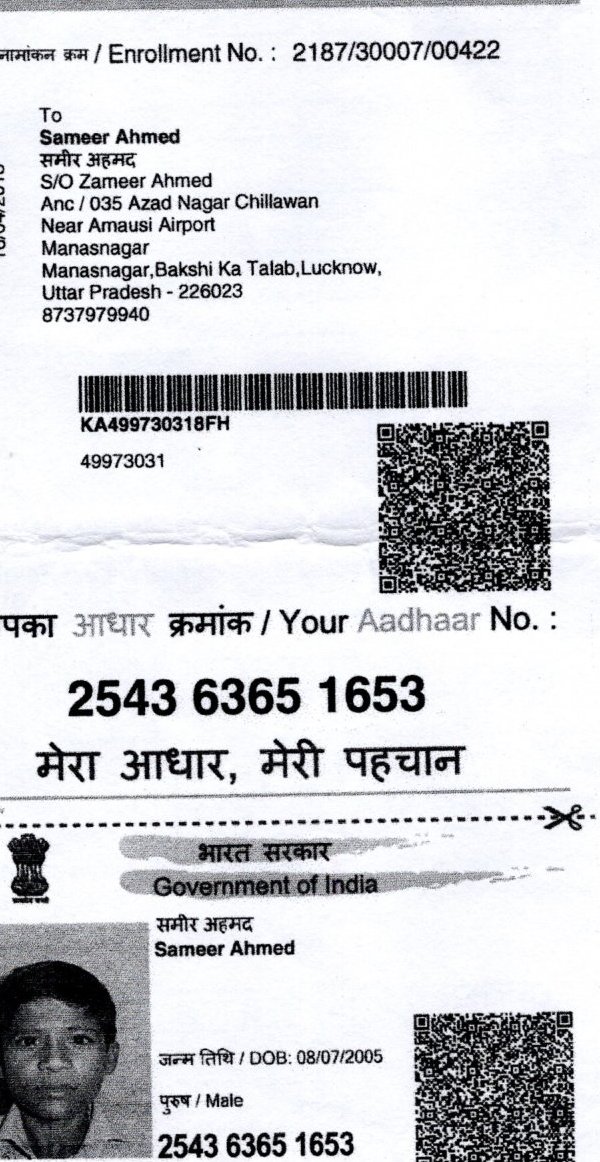 नामांकन क्रम / Enrollment No. : 2187/30007/00422
To
Sameer Ahmed
समीर अहमद
S/O Zameer Ahmed
Anc / 035 Azad Nagar Chillawan
Near Amausi Airport
Manasnagar
Manasnagar,Bakshi Ka Talab,Lucknow,
Uttar Pradesh - 226023
8737979940
KA499730318FH
49973031
पका आधार क्रमांक / Your Aadhaar No. :
2543 6365 1653
मेरा आधार, मेरी पहचान
भारत सरकार
Government of India
समीर अहमद
Sameer Ahmed
जन्म तिथि / DOB: 08/07/2005
पुरुष / Male
2543 6365 1653